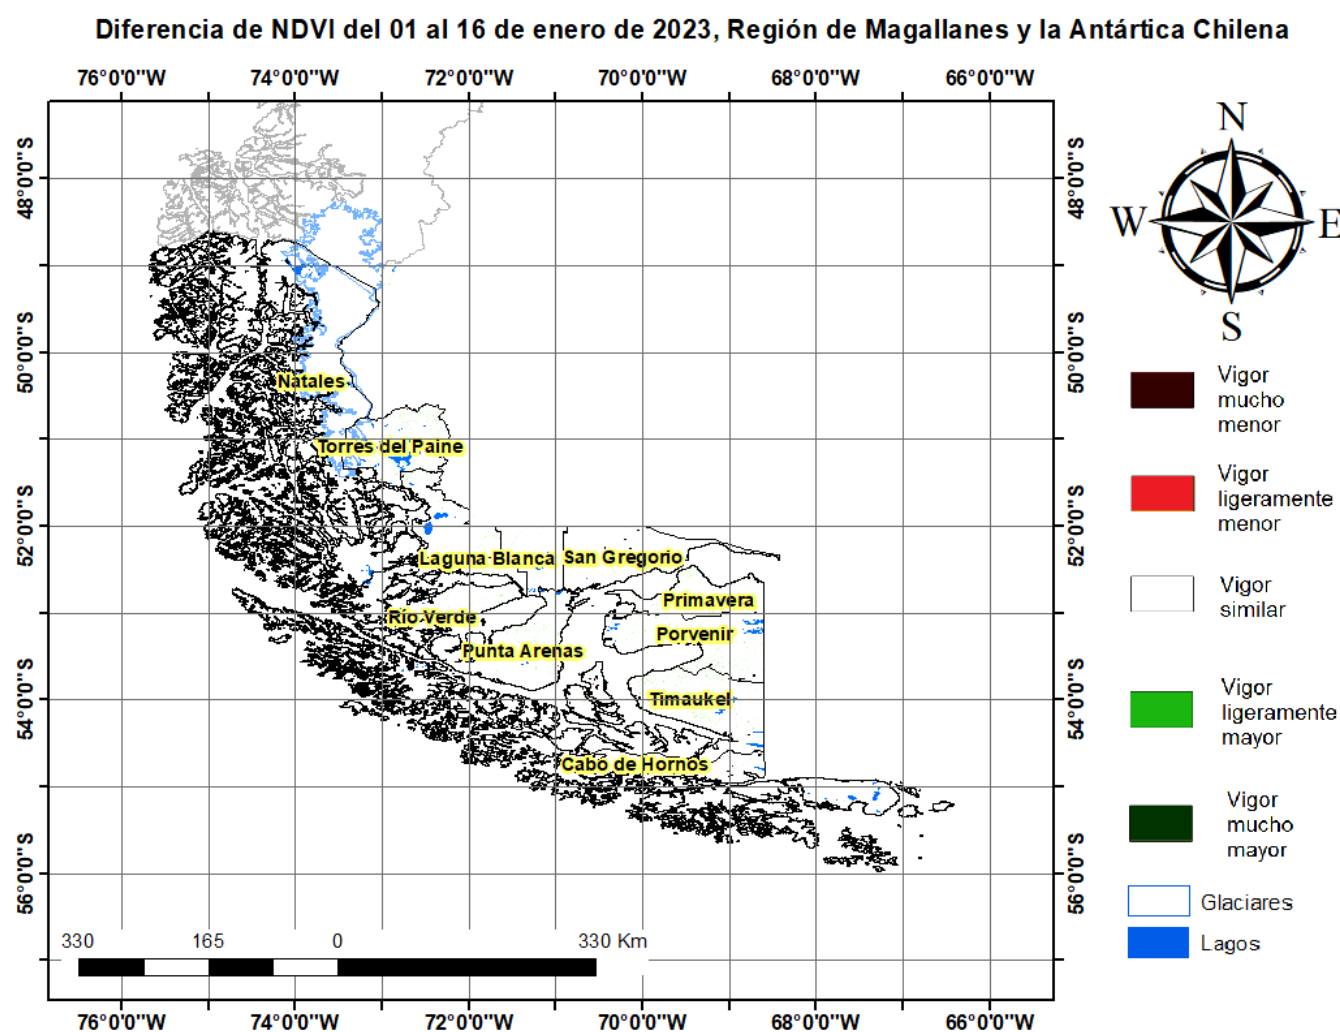 Diferencia de NDVI del 01 al 16 de enero de 2023, Región de Magallanes y la Antártica Chilena
76°0'0"W 74°0'0"W 72°0'0"W 70°0'0"W 68°0'0"W 66°0'0"W
48°0'0"S
50°0'0"S
52°0'0"S
54°0'0"S
56°0'0"S
Natales
Torres del Paine
Laguna Blanca
San Gregorio
Primavera
Río Verde
Porvenir
Punta Arenas
Timaukel
Cabo de Hornos
330 165 0 330 Km
76°0'0"W 74°0'0"W 72°0'0"W 70°0'0"W 68°0'0"W 66°0'0"W
48°0'0"S
50°0'0"S
52°0'0"S
54°0'0"S
56°0'0"S
N
W
E
S
Vigor
mucho
menor
Vigor
ligeramente
menor
Vigor
similar
Vigor
ligeramente
mayor
Vigor
mucho
mayor
Glaciares
Lagos